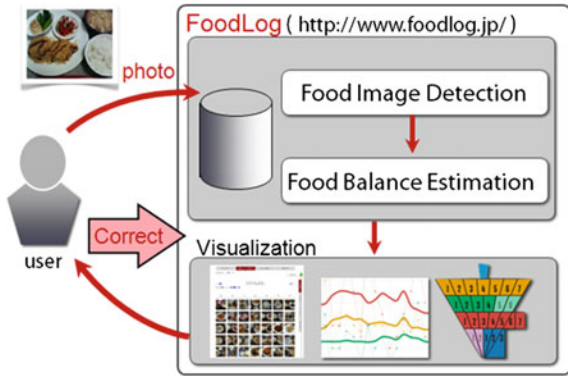 FoodLog ( http://www.foodlog.jp/ )
photo
Food Image Detection
Food Balance Estimation
Correct
user
Visualization